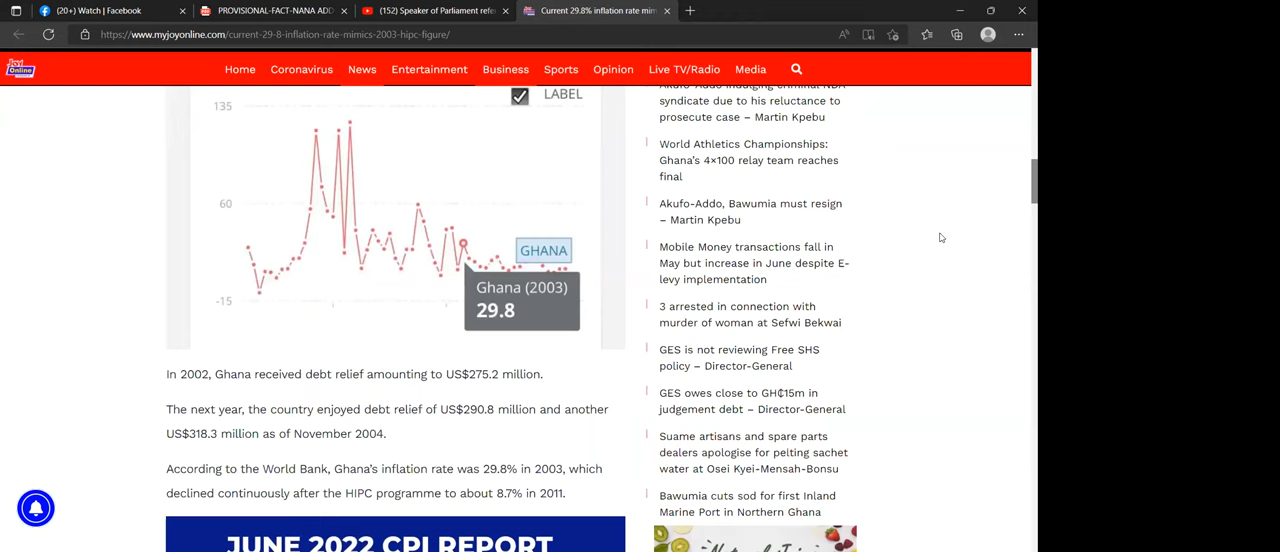 (20+) Watch | Facebook
PROVISIONAL-FACT-NANA ADD
(152) Speaker of Parliament refe
Current 29.8% inflation rate mim
https://www.myjoyonline.com/current-29-8-inflation-rate-mimics-2003-hipc-figure/
Joy
Online
Home
Coronavirus
News
Entertainment
Business
Sports
Opinion
Live TV/Radio
Media
LABEL
135
60
-15
GHANA
Ghana (2003)
29.8
In 2002, Ghana received debt relief amounting to US$275.2 million.
The next year, the country enjoyed debt relief of US$290.8 million and another
US$318.3 million as of November 2004.
According to the World Bank, Ghana's inflation rate was 29.8% in 2003, which
declined continuously after the HIPC programme to about 8.7% in 2011.
JUNE 2022 CPI REPORT
Akufo-Addo indulging criminal NDA
syndicate due to his reluctance to
prosecute case – Martin Kpebu
World Athletics Championships:
Ghana's 4×100 relay team reaches
final
Akufo-Addo, Bawumia must resign
– Martin Kpebu
Mobile Money transactions fall in
May but increase in June despite E-
levy implementation
3 arrested in connection with
murder of woman at Sefwi Bekwai
GES is not reviewing Free SHS
policy – Director-General
GES owes close to GH₵15m in
judgement debt – Director-General
Suame artisans and spare parts
dealers apologise for pelting sachet
water at Osei Kyei-Mensah-Bonsu
Bawumia cuts sod for first Inland
Marine Port in Northern Ghana